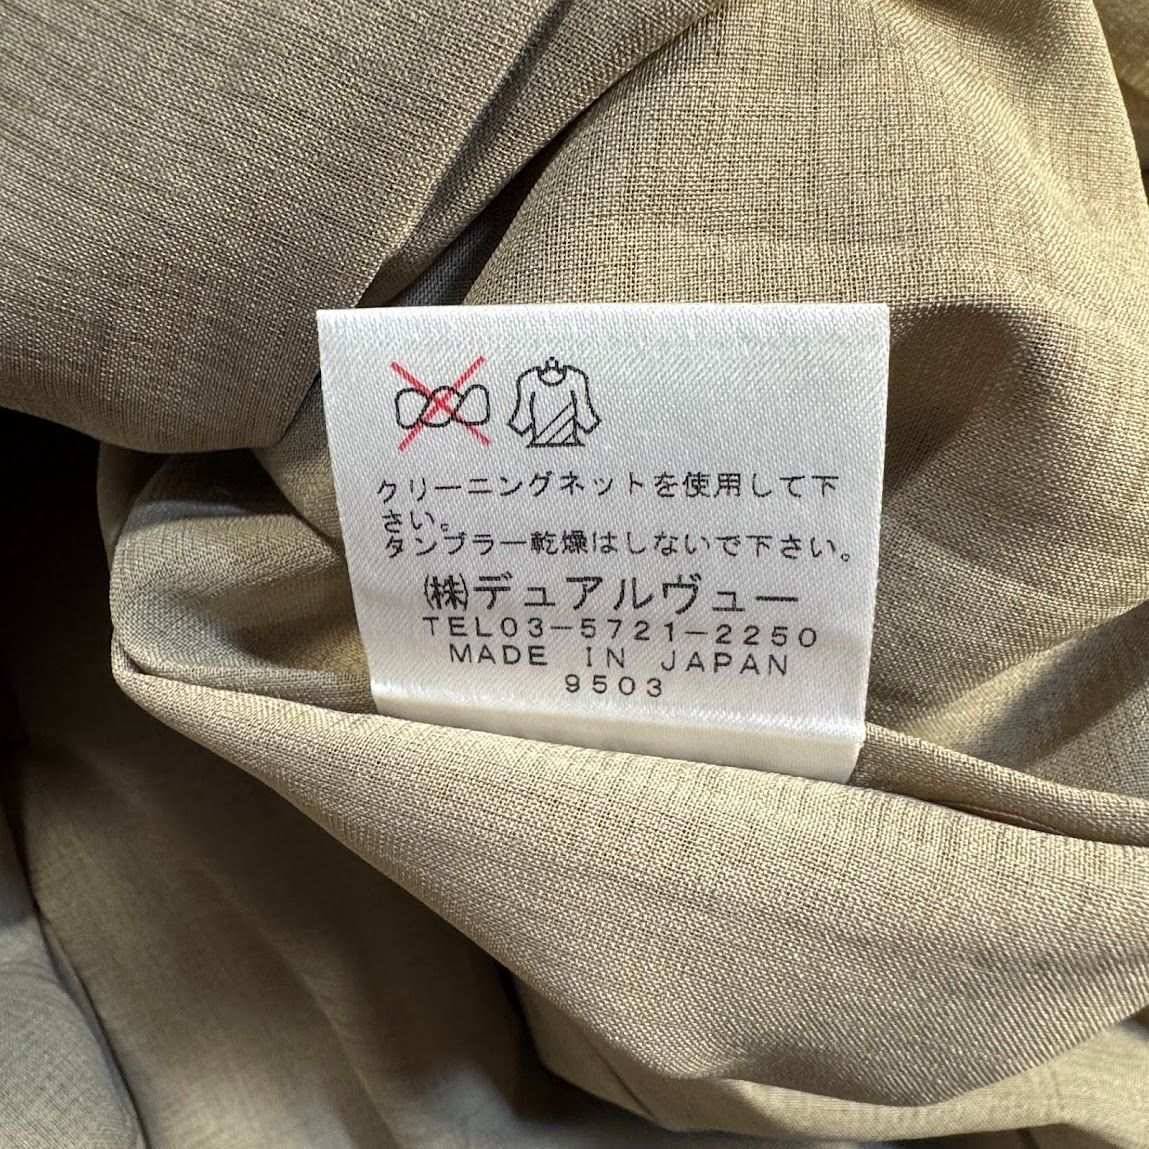 クリーニングネットを使用して下
さい。
タンブラー乾燥はしないで下さい。
㈱デュアルヴュー
TEL03-5721-2250
MADE IN JAPAN
9503